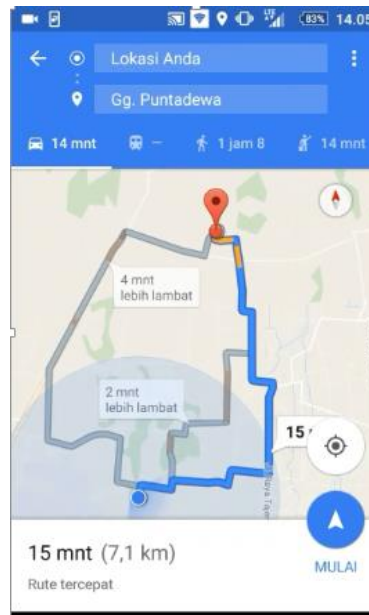 83% 14.05
Lokasi Anda
Gg. Puntadewa
14 mnt – 1 jam 8 14 mnt
4 mnt
lebih lambat
2 mnt
lebih lambat
15
15 mnt (7,1 km)
Rute tercepat
MULAI